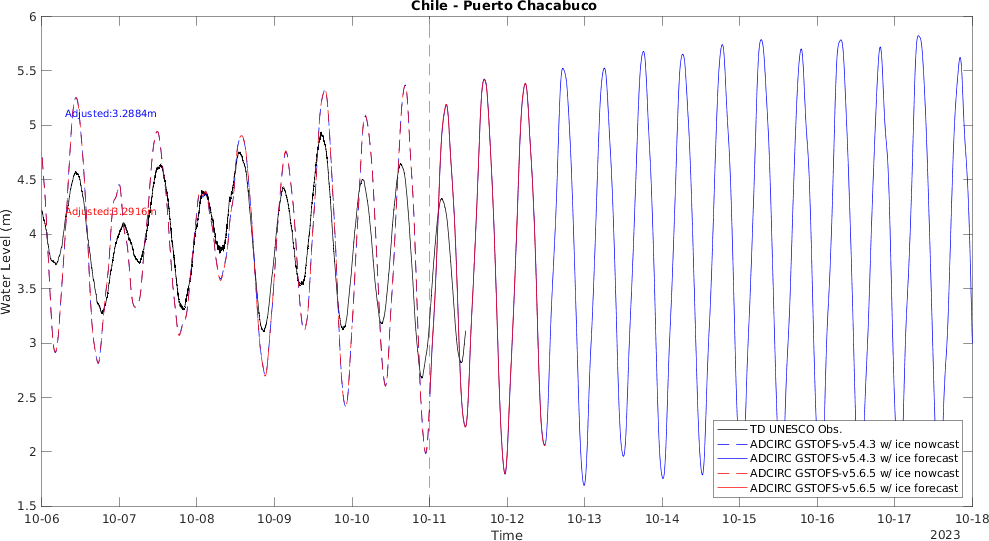 Chile - Puerto Chacabuco
6
5.5
5
4.5
4
3.5
3
2.5
2
1.5
Water Level (m)
Adjusted:3.2884m
Adjusted:3.2916m
TD UNESCO Obs.
ADCIRC GSTOFS-v5.4.3 w/ ice nowcast
ADCIRC GSTOFS-v5.4.3 w/ ice forecast
ADCIRC GSTOFS-v5.6.5 w/ ice nowcast
ADCIRC GSTOFS-v5.6.5 w/ ice forecast
10-06 10-07 10-08 10-09 10-10 10-11 10-12 10-13 10-14 10-15 10-16 10-17 10-18
Time
2023